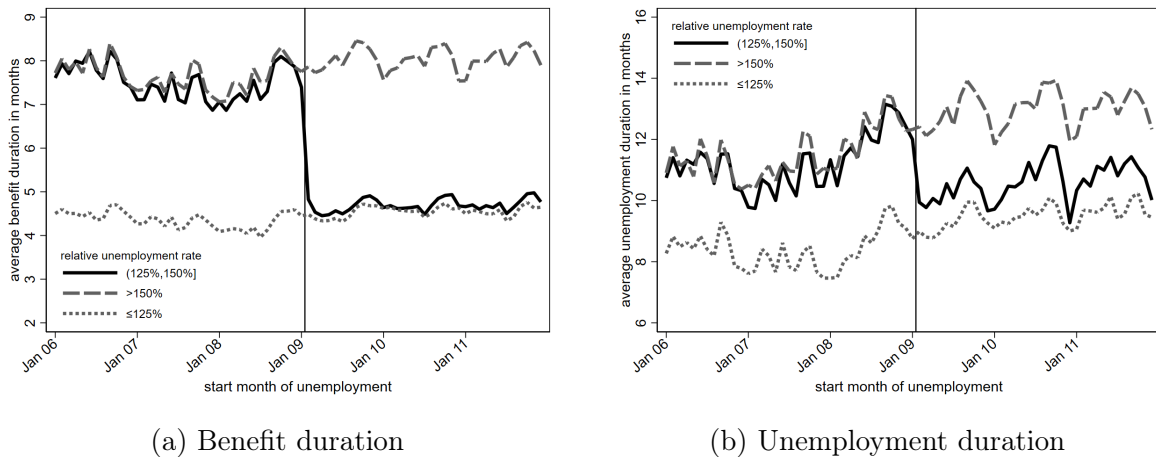 average benefit duration in months
9
8
7
6
5
4
3
2
relative unemployment rate
(125%,150%]
>150%
≤125%
Jan 06
Jan 07
Jan 08
Jan 09
Jan 10
Jan 11
start month of unemployment
(a) Benefit duration
average unemployment duration in months
16
14
12
10
8
6
relative unemployment rate
(125%,150%]
>150%
≤125%
Jan 06
Jan 07
Jan 08
Jan 09
Jan 10
Jan 11
start month of unemployment
(b) Unemployment duration